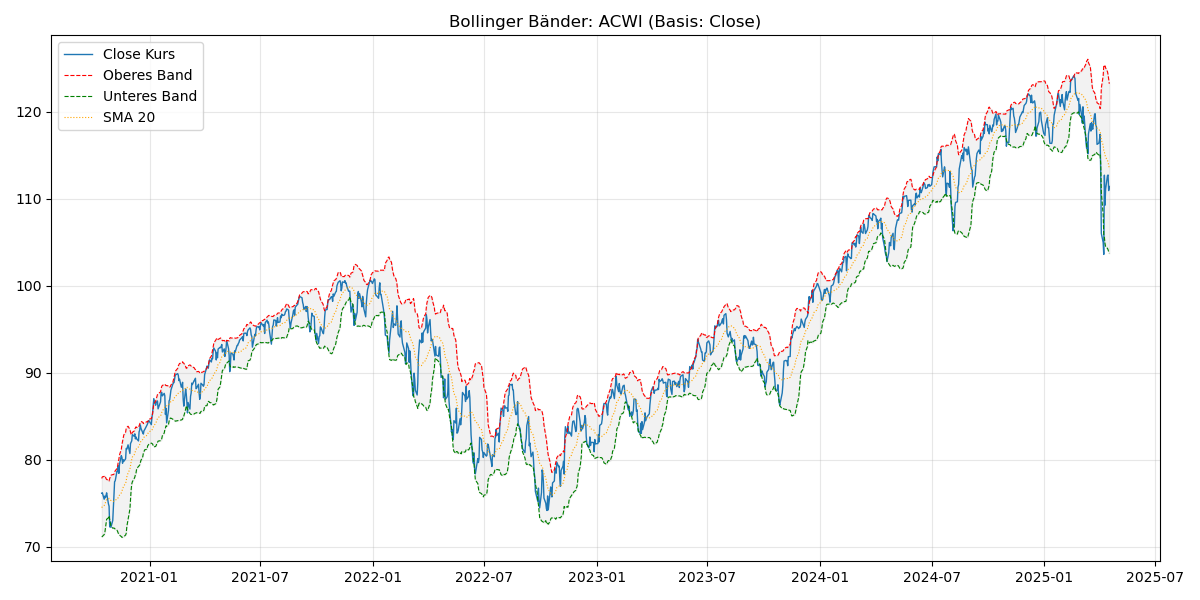 Bollinger Bänder: ACWI (Basis: Close)
Close Kurs
Oberes Band
Unteres Band
SMA 20
120
110
100
90
80
70
2021-01 2021-07 2022-01 2022-07 2023-01 2023-07 2024-01 2024-07 2025-01 2025-07